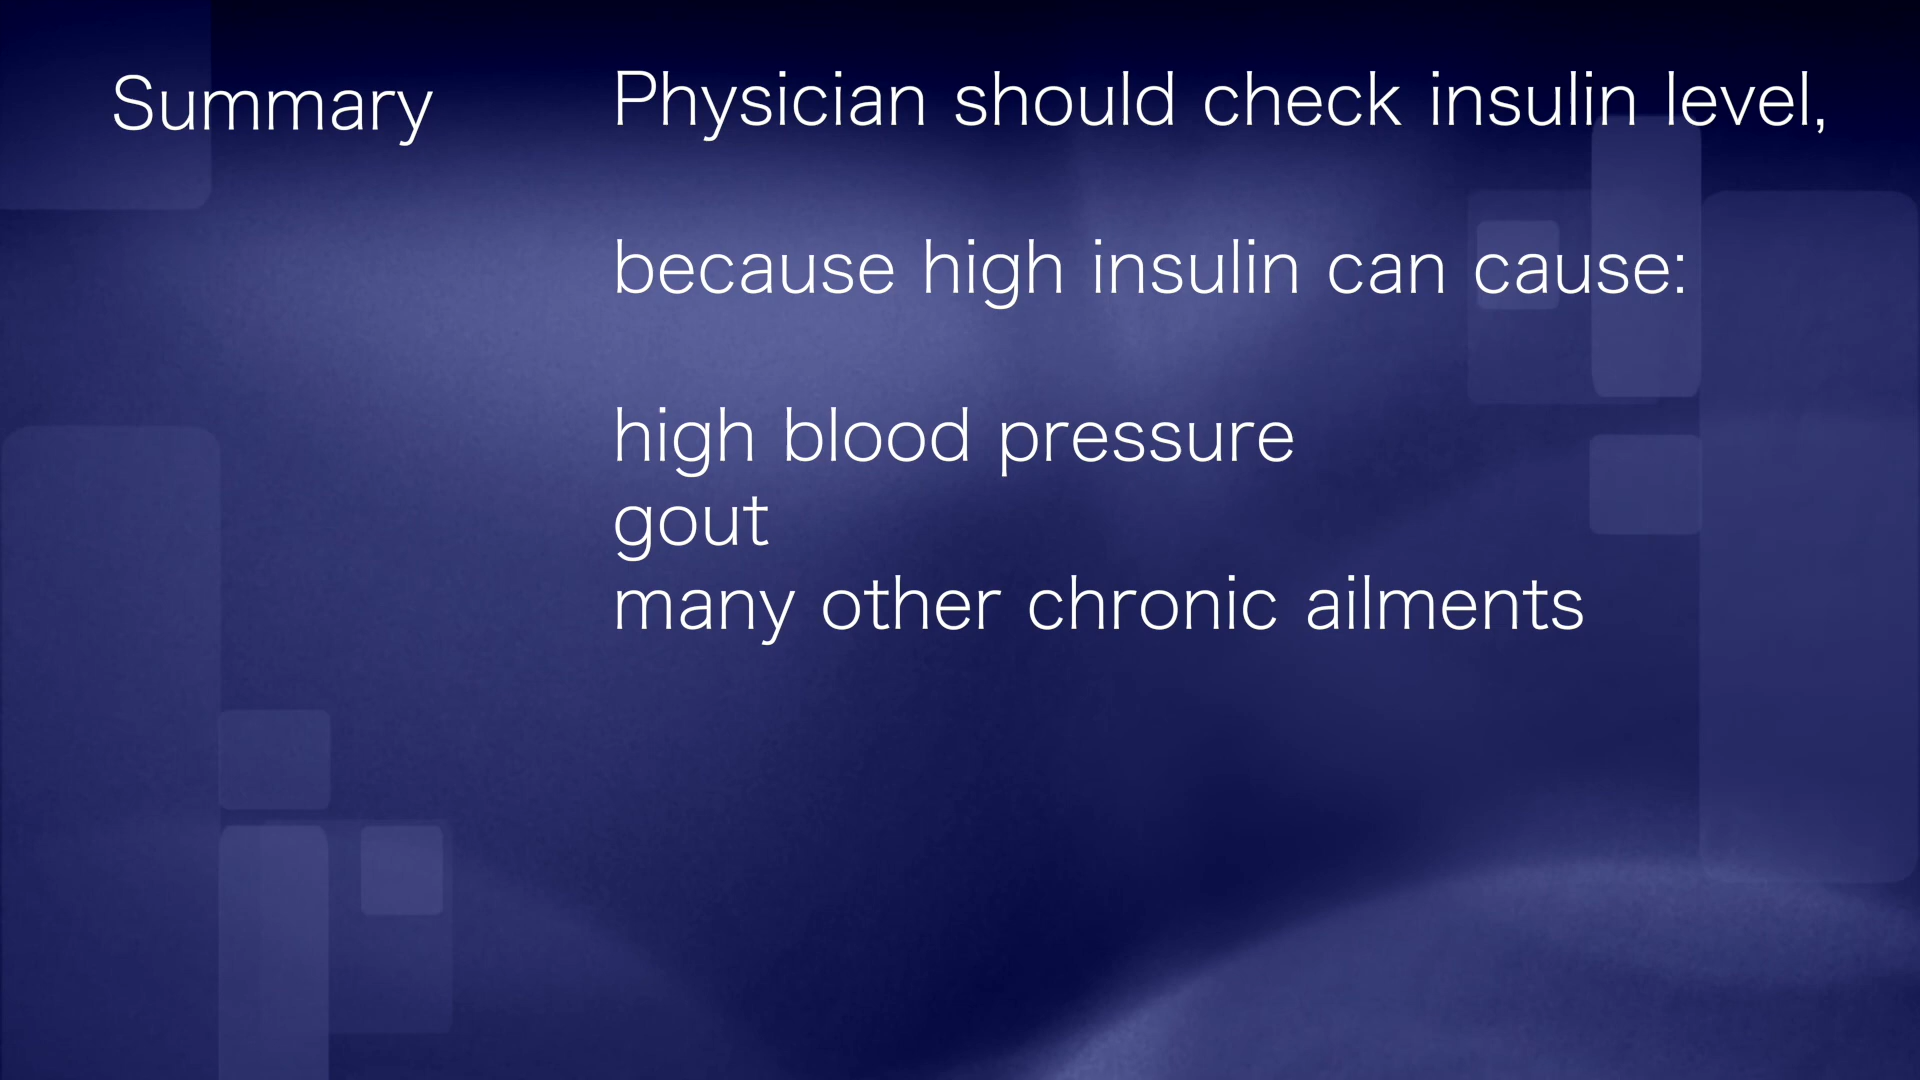 Summary
Physician should check insulin level,
because high insulin can cause:
high blood pressure
gout
many other chronic ailments